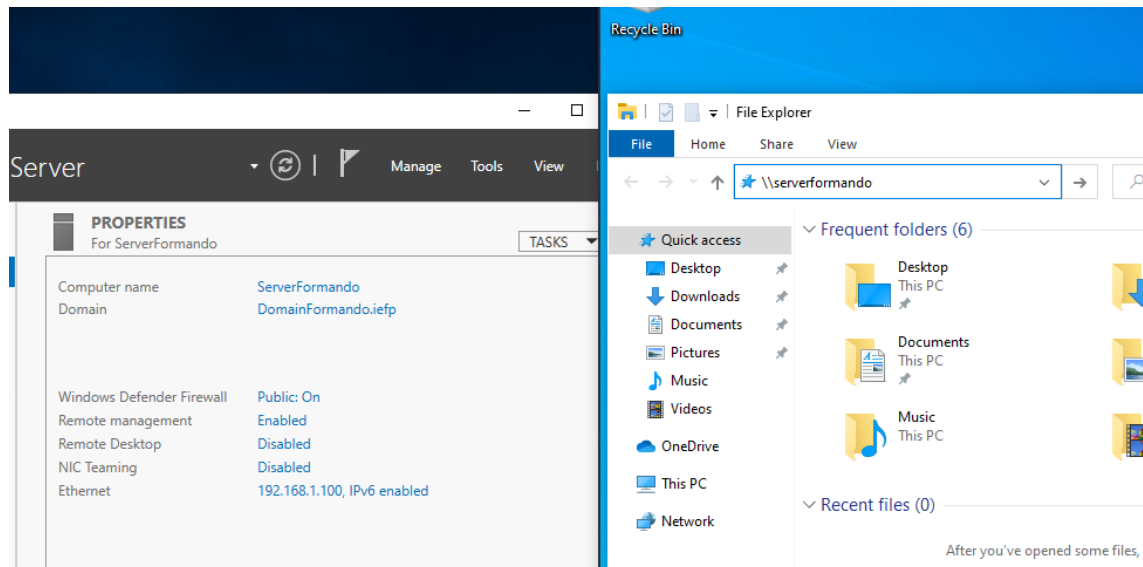 Server
Manage
Tools
View
PROPERTIES
For ServerFormando
TASKS
Computer name
ServerFormando
Domain
DomainFormando.iefp
Windows Defender Firewall
Public: On
Remote management
Enabled
Remote Desktop
Disabled
NIC Teaming
Disabled
Ethernet
192.168.1.100, IPv6 enabled
Recycle Bin
File Explorer
File
Home
Share
View
\\serverformando
Quick access
Desktop
Downloads
Documents
Pictures
Music
Videos
OneDrive
This PC
Network
Frequent folders (6)
Desktop
This PC
Documents
This PC
Music
This PC
Recent files (0)
After you've opened some files,